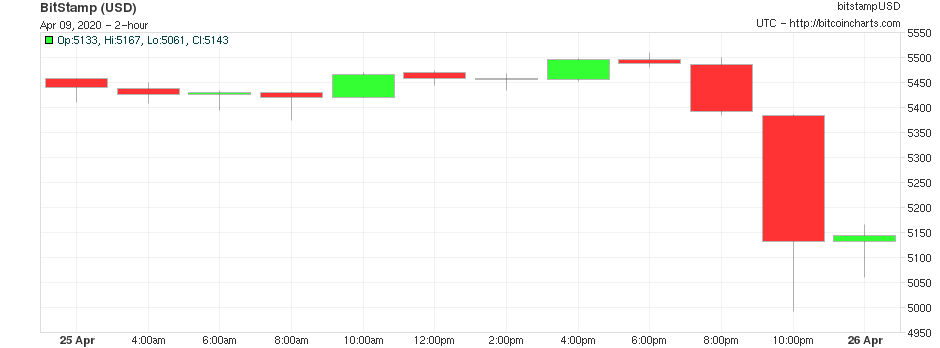 BitStamp (USD)
bitstampUSD
Apr 09, 2020 - 2-hour
UTC - http://bitcoincharts.com
Op:5133, Hi:5167, Lo:5061, Cl:5143
5550
5500
5450
5400
5350
5300
5250
5200
5150
5100
5050
5000
4950
25 Apr 4:00am 6:00am 8:00am 10:00am 12:00pm 2:00pm 4:00pm 6:00pm 8:00pm 10:00pm 26 Apr